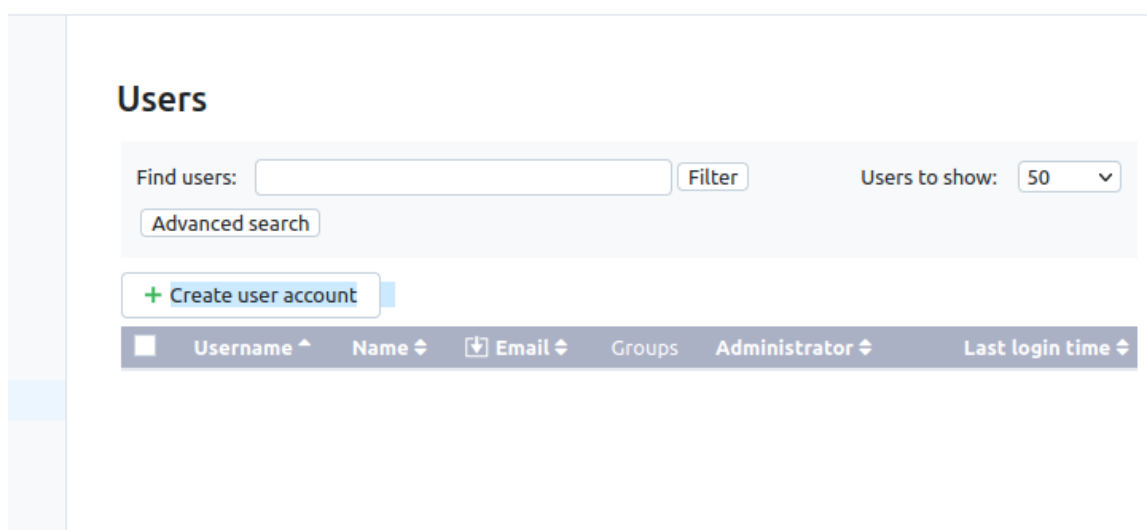 Users
Find users: Filter Users to show: 50
Advanced search
+ Create user account
Username Name Email Groups Administrator Last login time